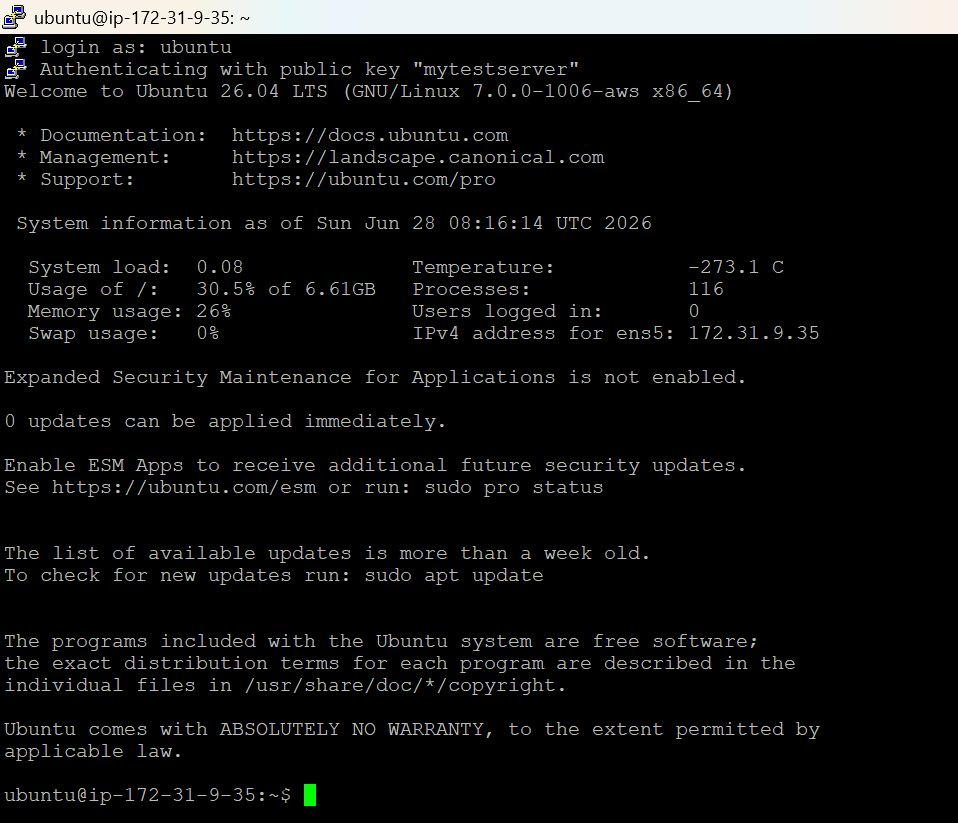 ubuntu@ip-172-31-9-35: ~
login as: ubuntu
Authenticating with public key "mytestserver"
Welcome to Ubuntu 26.04 LTS (GNU/Linux 7.0.0-1006-aws x86_64)
* Documentation:  https://docs.ubuntu.com
* Management:     https://landscape.canonical.com
* Support:        https://ubuntu.com/pro
System information as of Sun Jun 28 08:16:14 UTC 2026
System load:  0.08              Temperature:           -273.1 C
Usage of /:   30.5% of 6.61GB   Processes:             116
Memory usage: 26%               Users logged in:       0
Swap usage:   0%                IPv4 address for ens5: 172.31.9.35
Expanded Security Maintenance for Applications is not enabled.
0 updates can be applied immediately.
Enable ESM Apps to receive additional future security updates.
See https://ubuntu.com/esm or run: sudo pro status
The list of available updates is more than a week old.
To check for new updates run: sudo apt update
The programs included with the Ubuntu system are free software;
the exact distribution terms for each program are described in the
individual files in /usr/share/doc/*/copyright.
Ubuntu comes with ABSOLUTELY NO WARRANTY, to the extent permitted by
applicable law.
ubuntu@ip-172-31-9-35:~$